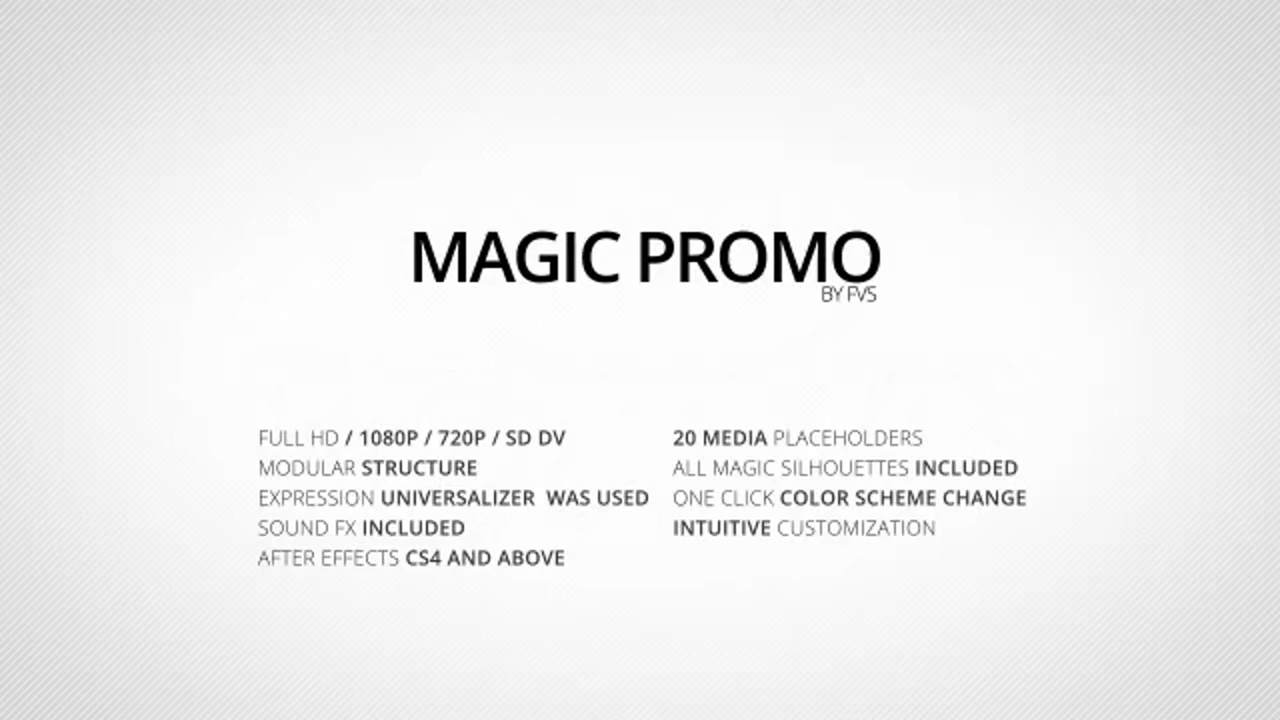 MAGIC PROMO
BY FVS
FULL HD / 1080P / 720P / SD DV
MODULAR STRUCTURE
EXPRESSION UNIVERSALIZER WAS USED
SOUND FX INCLUDED
AFTER EFFECTS CS4 AND ABOVE
20 MEDIA PLACEHOLDERS
ALL MAGIC SILHOUETTES INCLUDED
ONE CLICK COLOR SCHEME CHANGE
INTUITIVE CUSTOMIZATION